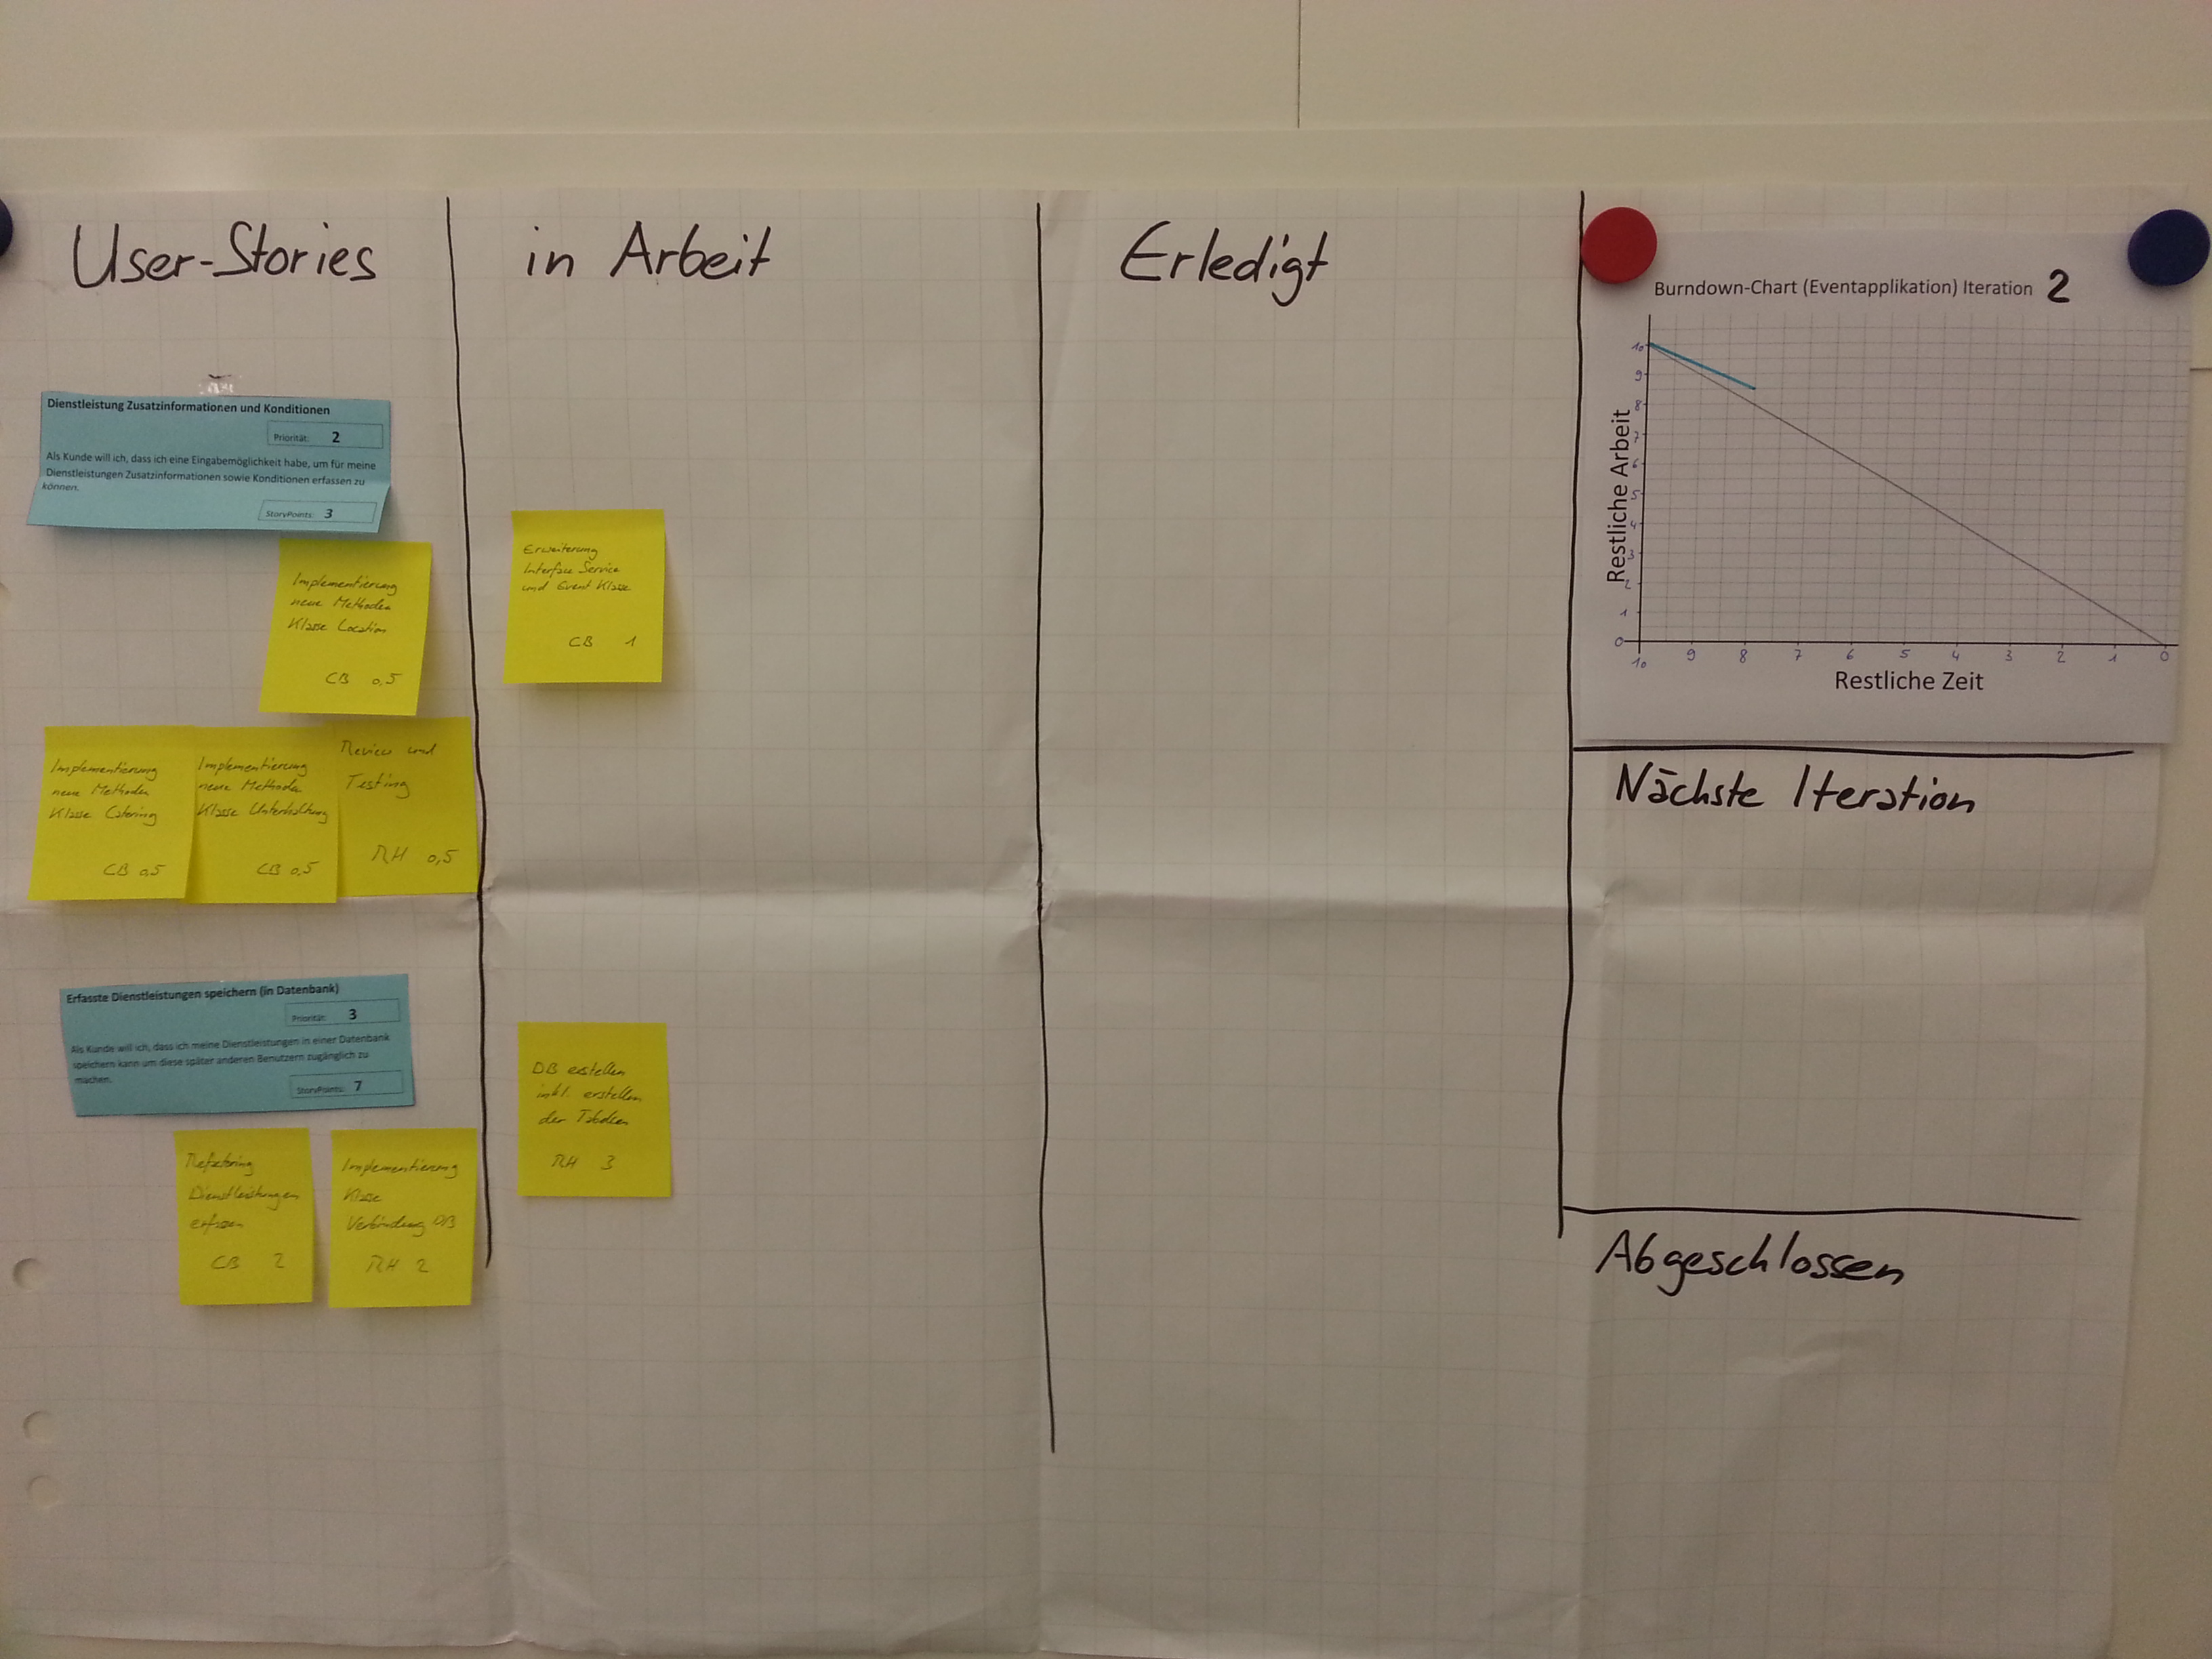 User-Stories
in Arbeit
Erledigt
Dienstleistung Zusatzinformationen und Konditionen
Priorität: 2
Als Kunde will ich, dass ich eine Eingabemöglichkeit habe, um für meine
Dienstleistungen Zusatzinformationen sowie Konditionen erfassen zu
können.
StoryPoints: 3
Implementierung
neue Methoden
Klasse Location
CB 0,5
Implementierung
neue Methoden
Klasse Catering
CB 0,5
Implementierung
neue Methoden
Klasse Unterhaltung
CB 0,5
Review und
Testing
RH 0,5
Erweiterung
Interface Service
und Event Klasse
CB 1
Erfasste Dienstleistungen speichern (in Datenbank)
Priorität: 3
Als Kunde will ich, dass ich meine Dienstleistungen in einer Datenbank
speichern kann um diese später anderen Benutzern zugänglich zu
machen.
StoryPoints: 7
Dienstleistungen
erfassen
CB 2
Implementierung
Klasse
Verbindung DB
RH 2
DB erstellen
inkl. erstellen
der Tabellen
RH 3
Burndown-Chart (Eventapplikation) Iteration 2
Restliche Arbeit
10
9
8
7
6
5
4
3
2
1
0
10 9 8 7 6 5 4 3 2 1 0
Restliche Zeit
Nächste Iteration
Abgeschlossen